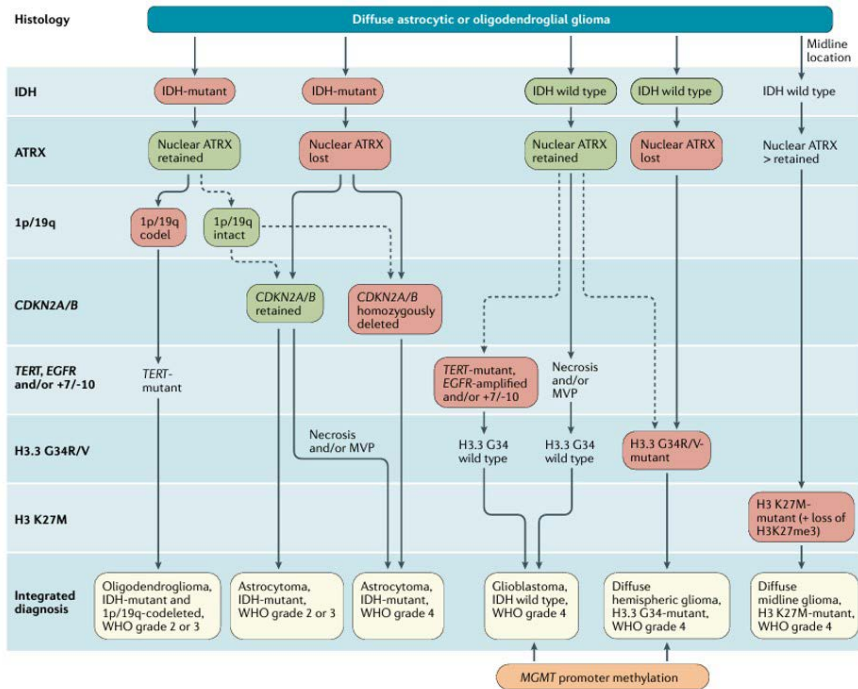 Histology
Diffuse astrocytic or oligodendroglial glioma
Midline
location
IDH
IDH-mutant
IDH-mutant
IDH wild type
IDH wild type
IDH wild type
ATRX
Nuclear ATRX
retained
Nuclear ATRX
lost
Nuclear ATRX
retained
Nuclear ATRX
lost
Nuclear ATRX
> retained
1p/19q
1p/19q
codel
1p/19q
intact
CDKN2A/B
CDKN2A/B
retained
CDKN2A/B
homozygously
deleted
TERT, EGFR
and/or +7/-10
TERT-
mutant
TERT-mutant,
EGFR-amplified
and/or +7/-10
Necrosis
and/or
MVP
H3.3 G34R/V
Necrosis
and/or MVP
H3.3 G34
wild type
H3.3 G34
wild type
H3.3 G34R/V-
mutant
H3 K27M
H3 K27M-
mutant (+ loss of
H3K27me3)
Integrated
diagnosis
Oligodendroglioma,
IDH-mutant and
1p/19q-codeleted,
WHO grade 2 or 3
Astrocytoma,
IDH-mutant,
WHO grade 2 or 3
Astrocytoma,
IDH-mutant,
WHO grade 4
Glioblastoma,
IDH wild type,
WHO grade 4
Diffuse
hemispheric glioma,
H3.3 G34-mutant,
WHO grade 4
Diffuse
midline glioma,
H3 K27M-mutant,
WHO grade 4
MGMT promoter methylation